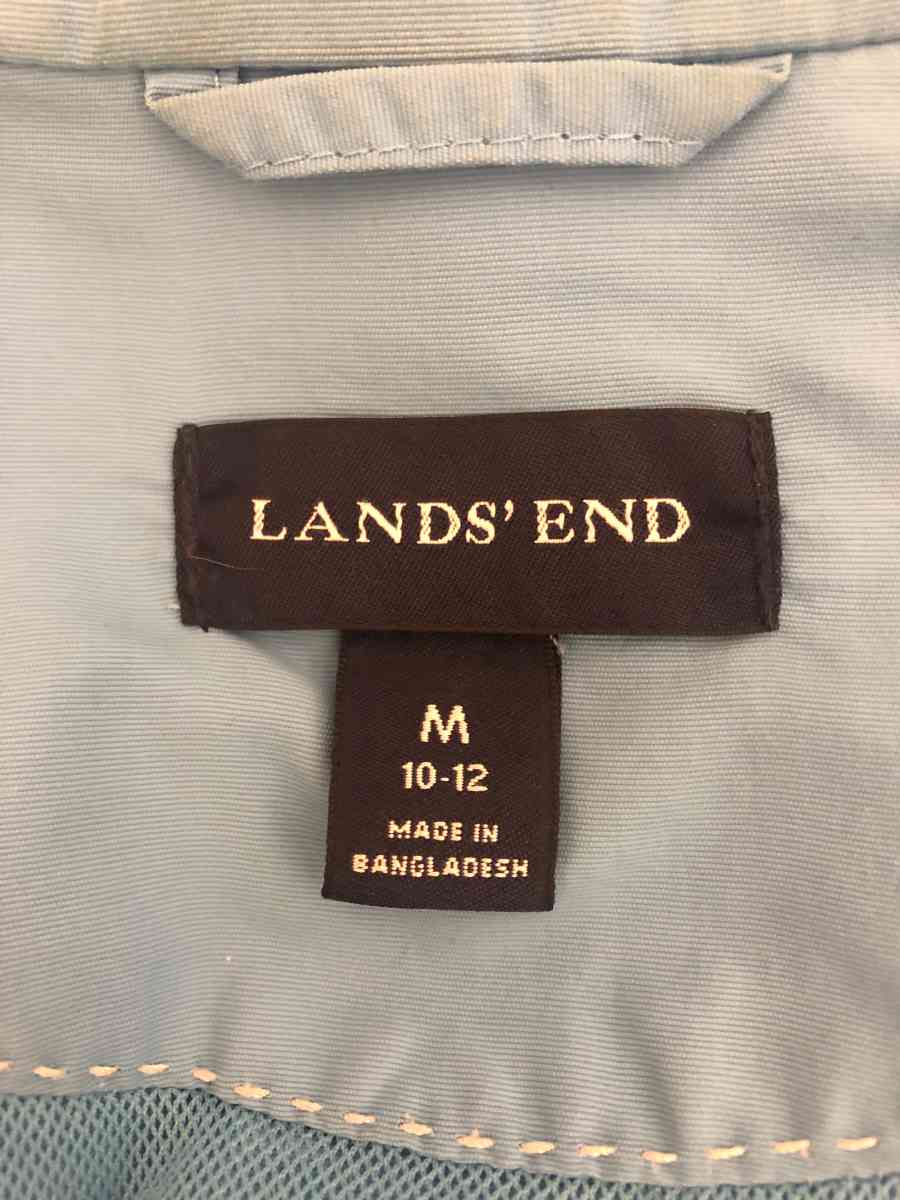 LANDS' END
M
10-12
MADE IN
BANGLADESH